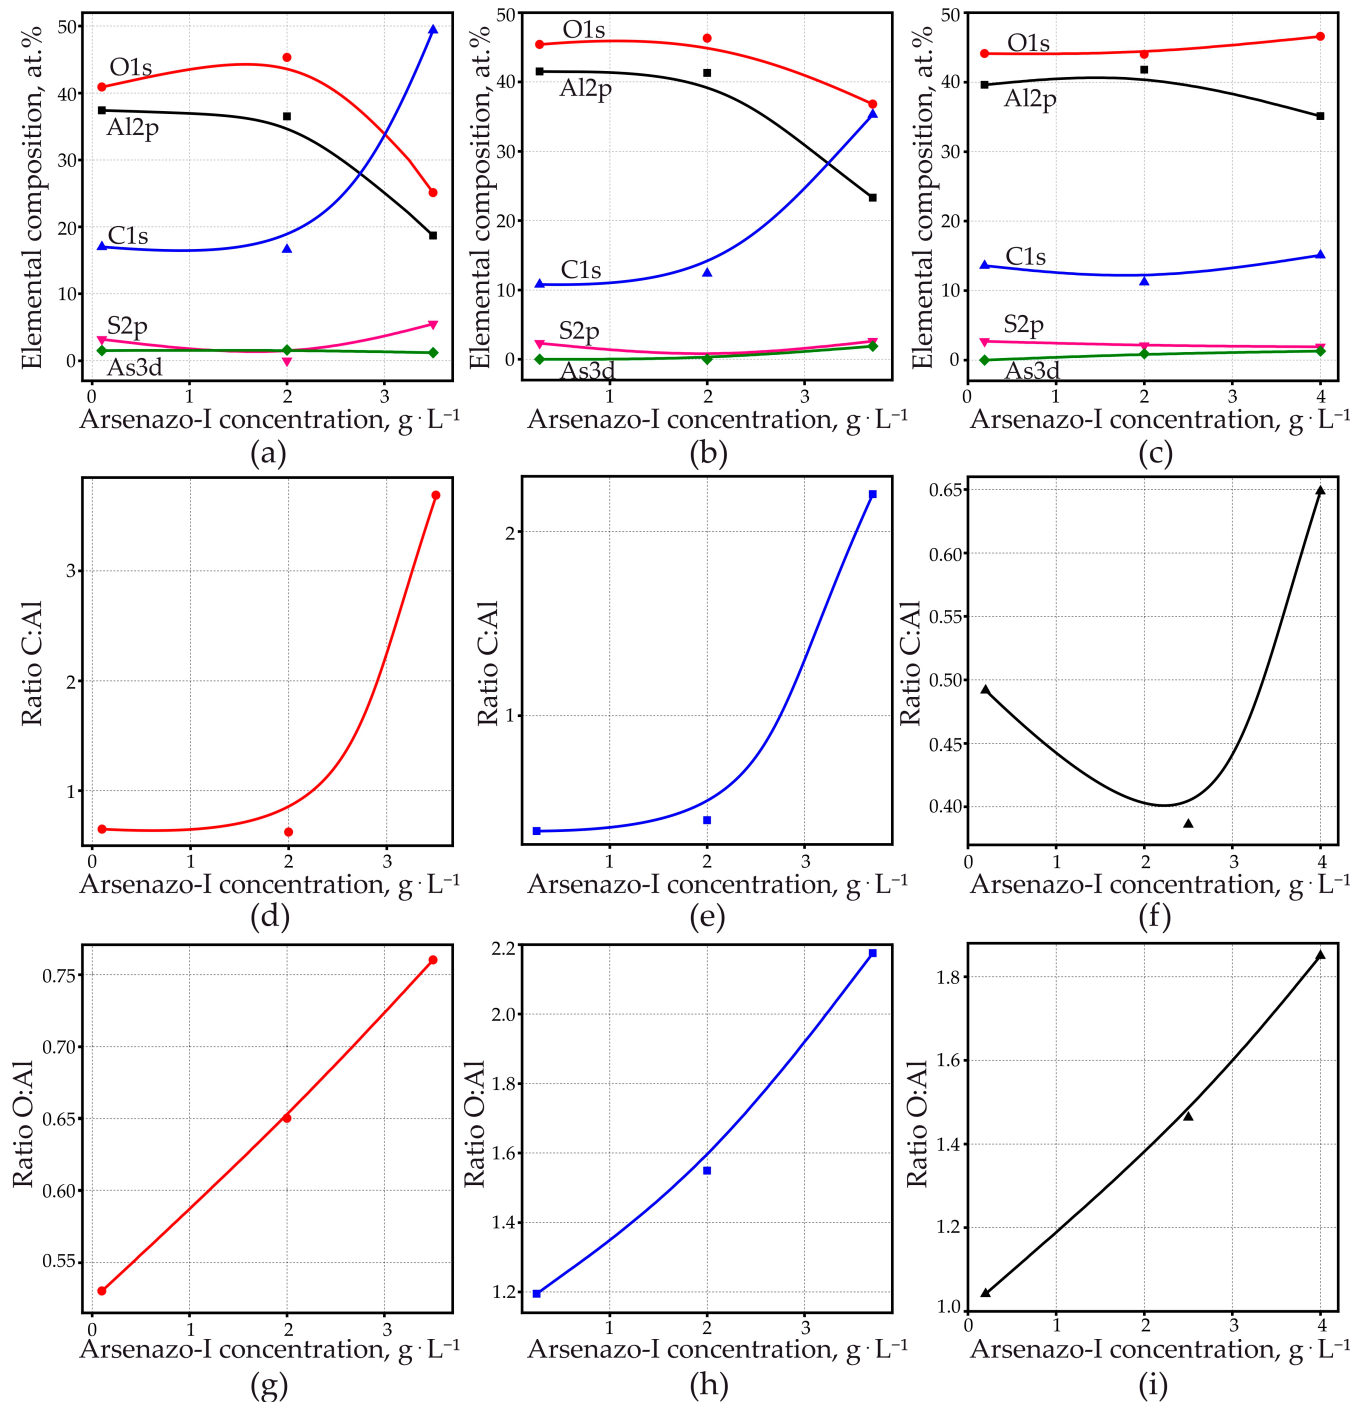 Elemental composition, at.%
50
40
30
20
10
0
O1s
Al2p
C1s
S2p
As3d
0 1 2 3
Arsenazo-I concentration, g·L⁻¹
(a)
Elemental composition, at.%
50
40
30
20
10
0
O1s
Al2p
C1s
S2p
As3d
1 2 3
Arsenazo-I concentration, g·L⁻¹
(b)
Elemental composition, at.%
50
40
30
20
10
0
O1s
Al2p
C1s
S2p
As3d
0 1 2 3 4
Arsenazo-I concentration, g·L⁻¹
(c)
Ratio C:Al
3
2
1
0 1 2 3
Arsenazo-I concentration, g·L⁻¹
(d)
Ratio C:Al
2
1
1 2 3
Arsenazo-I concentration, g·L⁻¹
(e)
Ratio C:Al
0.65
0.60
0.55
0.50
0.45
0.40
0 1 2 3 4
Arsenazo-I concentration, g·L⁻¹
(f)
Ratio O:Al
0.75
0.70
0.65
0.60
0.55
0 1 2 3
Arsenazo-I concentration, g·L⁻¹
(g)
Ratio O:Al
2.2
2.0
1.8
1.6
1.4
1.2
1 2 3
Arsenazo-I concentration, g·L⁻¹
(h)
Ratio O:Al
1.8
1.6
1.4
1.2
1.0
0 1 2 3 4
Arsenazo-I concentration, g·L⁻¹
(i)